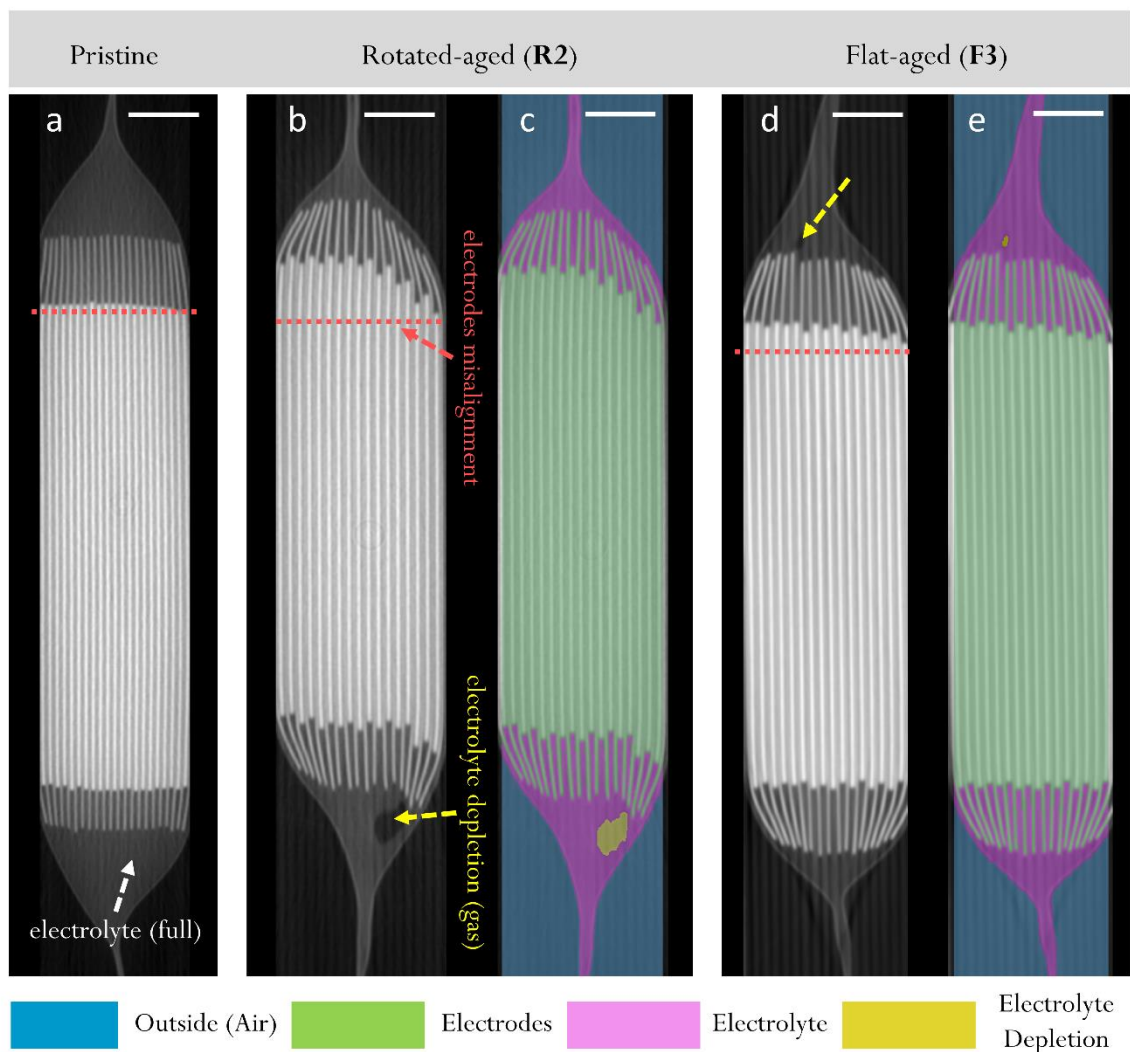 Pristine
Rotated-aged (R2)
Flat-aged (F3)
a
b
c
d
e
electrodes misalignment
electrolyte depletion (gas)
electrolyte (full)
Outside (Air)
Electrodes
Electrolyte
Electrolyte
Depletion